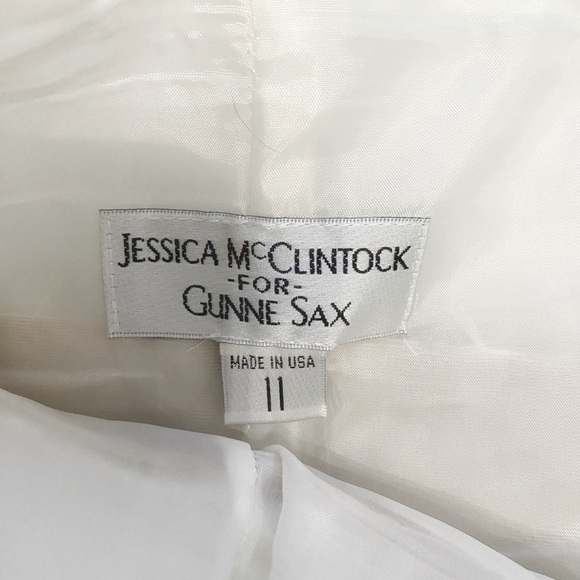 JESSICA McCLINTOCK
-FOR-
GUNNE SAX
MADE IN USA
11